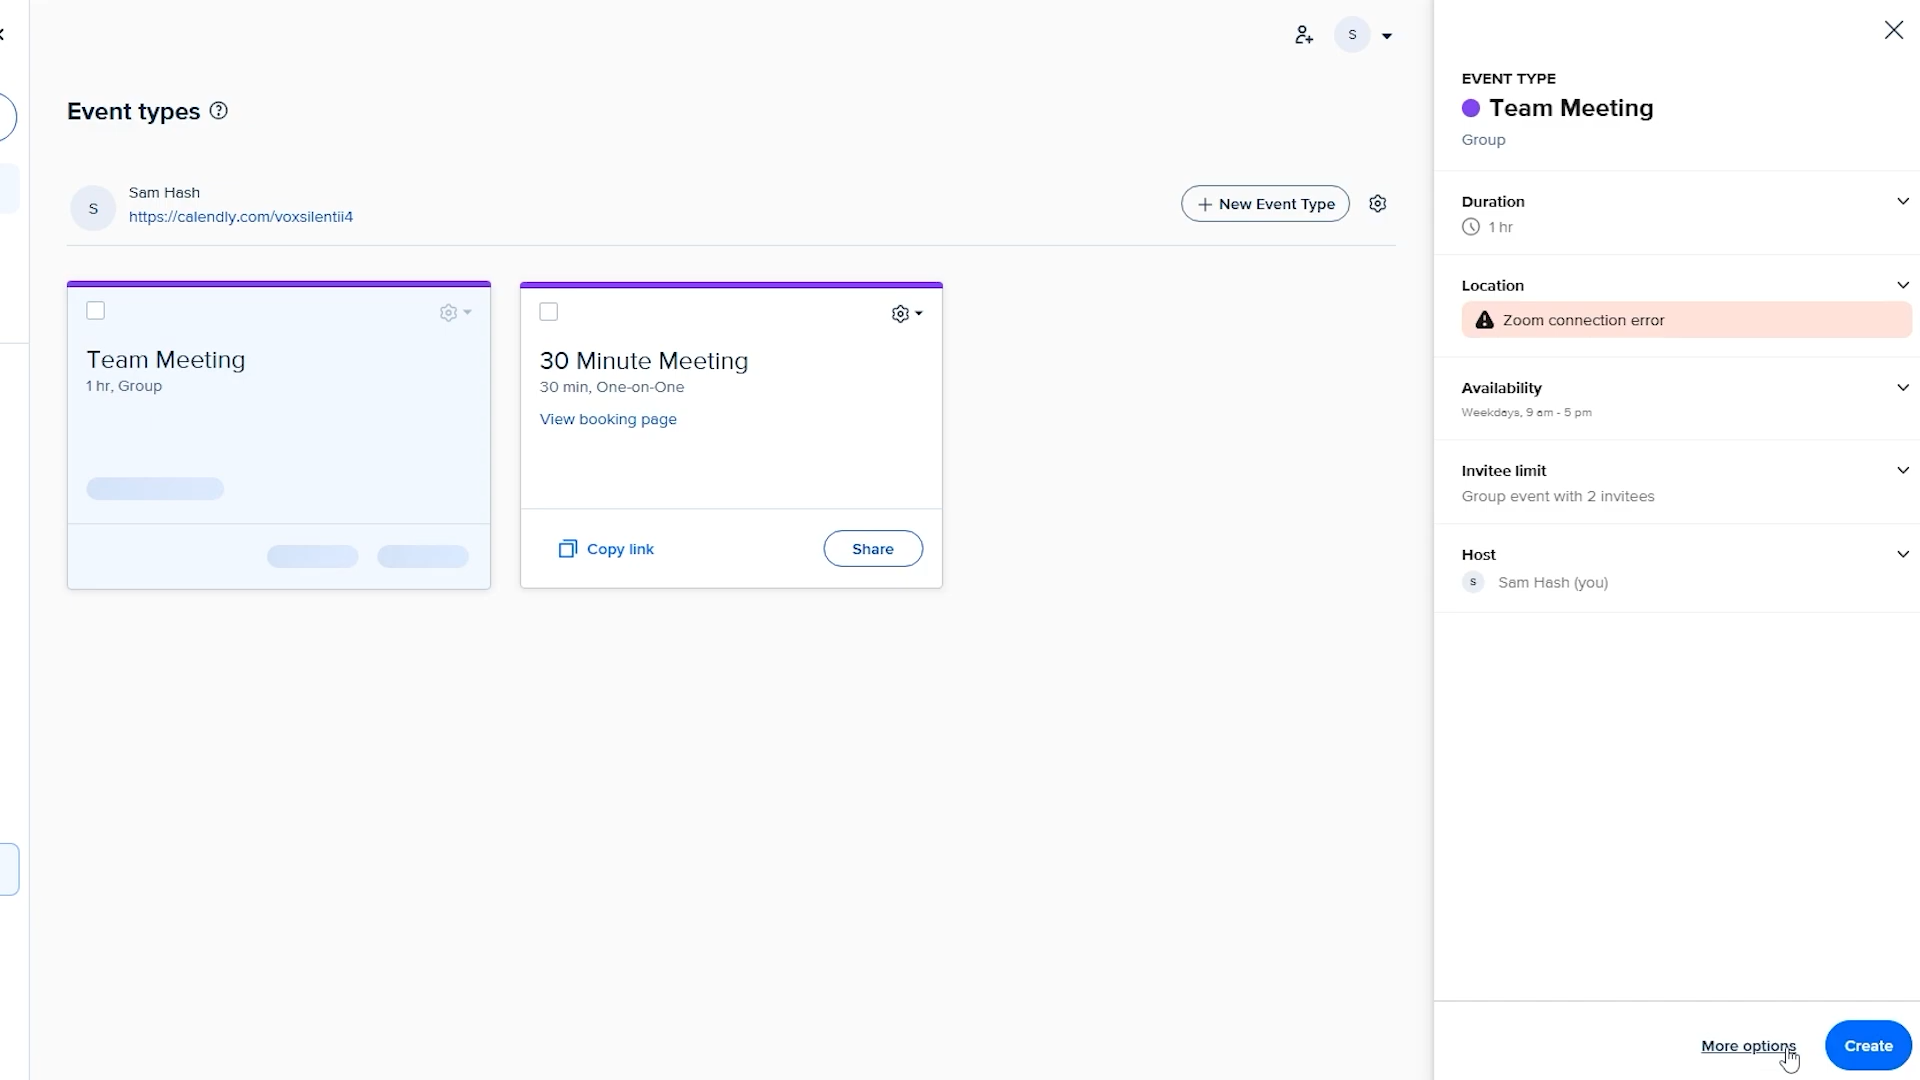 S
Event types
Sam Hash
S
https://calendly.com/voxsilentii4
+ New Event Type
Team Meeting
1 hr, Group
30 Minute Meeting
30 min, One-on-One
View booking page
Copy link
Share
EVENT TYPE
Team Meeting
Group
Duration
1 hr
Location
Zoom connection error
Availability
Weekdays, 9 am - 5 pm
Invitee limit
Group event with 2 invitees
Host
S Sam Hash (you)
More options
Create